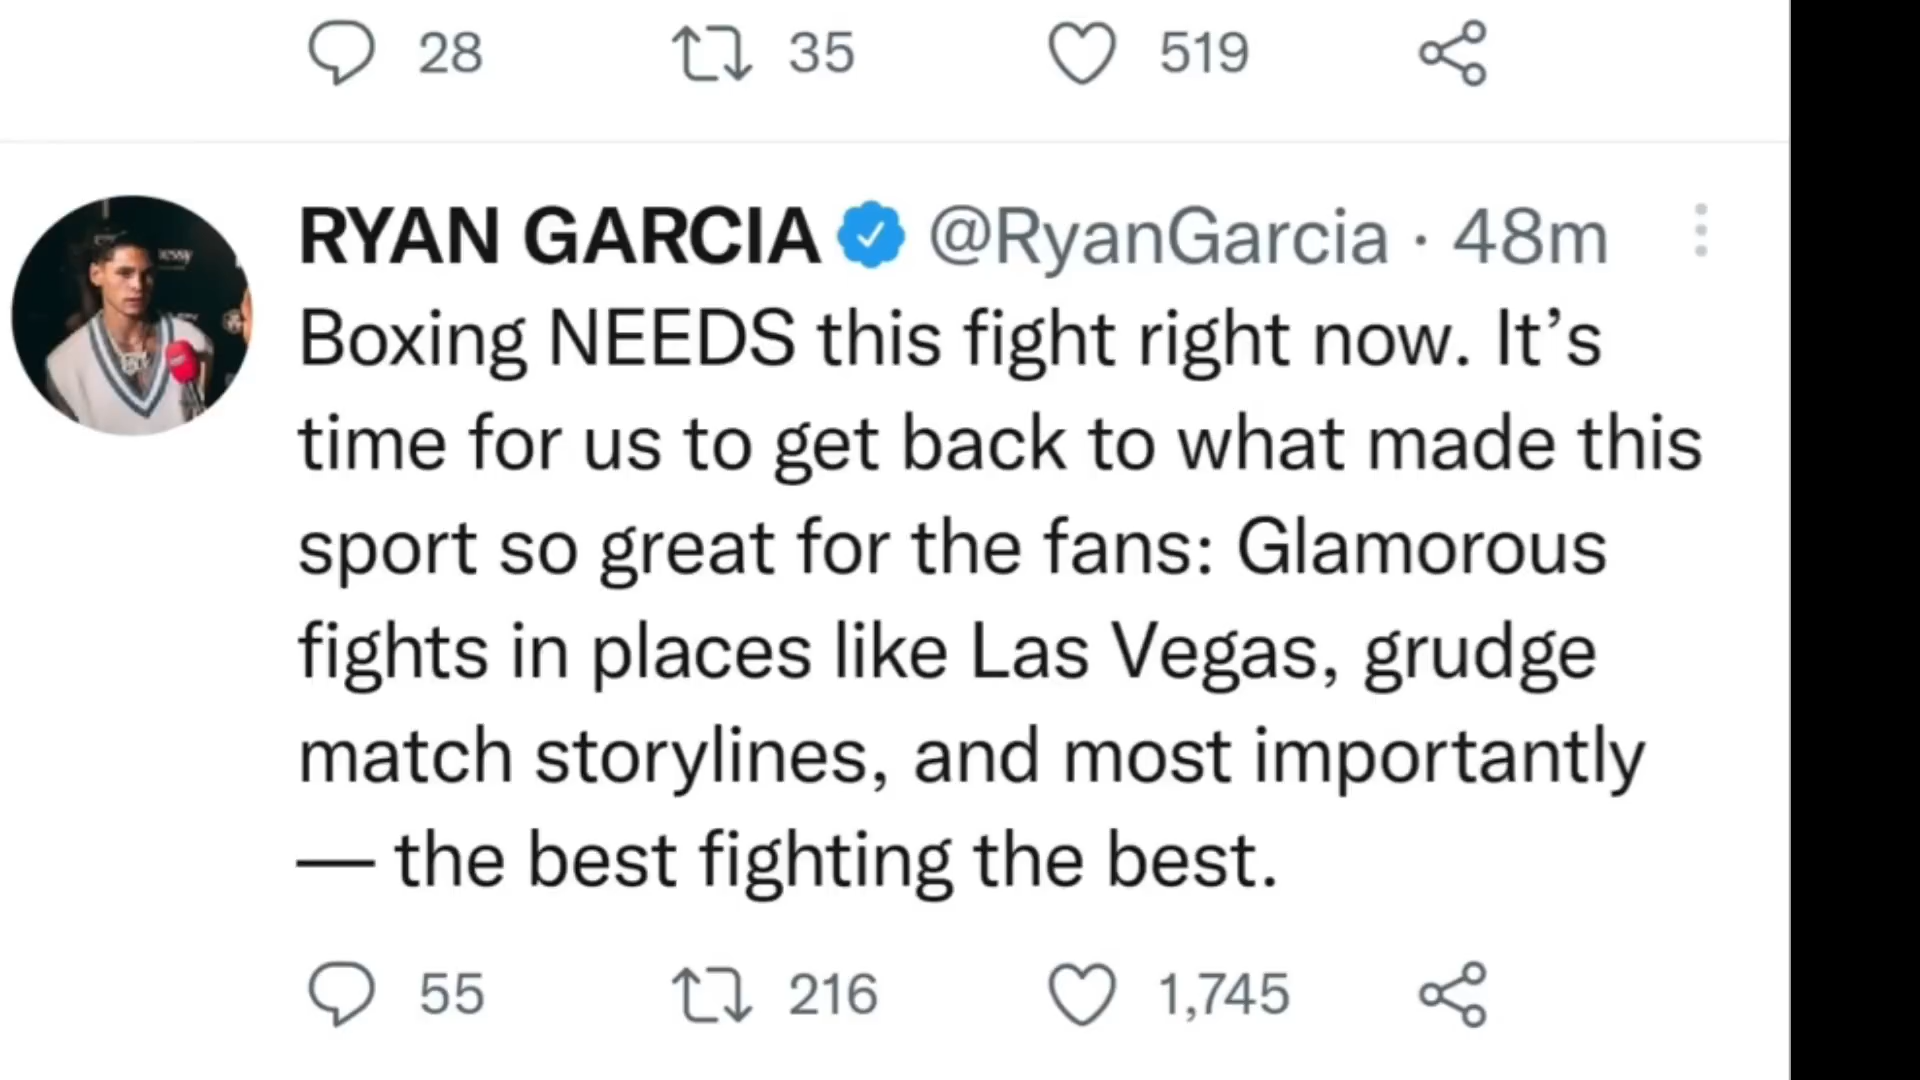 28 35 519
RYAN GARCIA @RyanGarcia · 48m
Boxing NEEDS this fight right now. It’s
time for us to get back to what made this
sport so great for the fans: Glamorous
fights in places like Las Vegas, grudge
match storylines, and most importantly
— the best fighting the best.
55 216 1,745